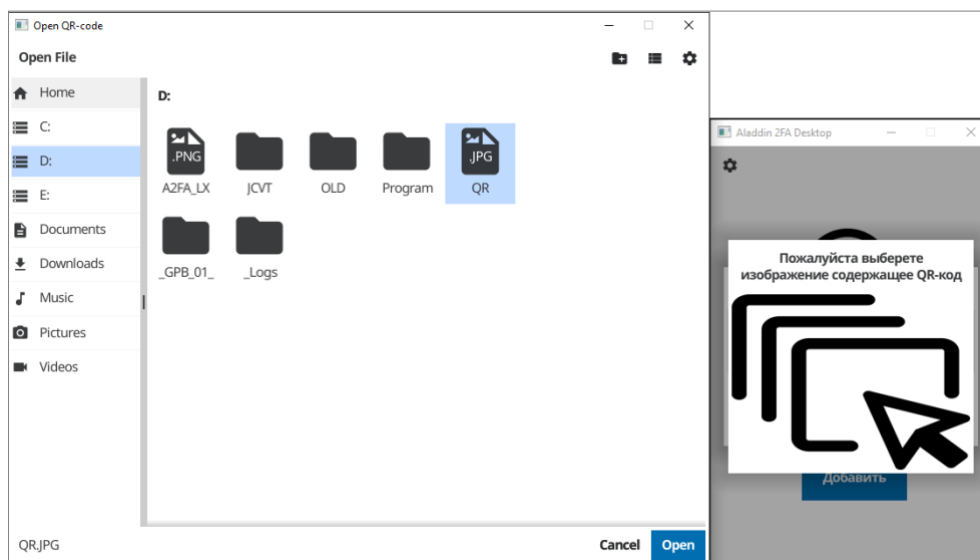 Open QR-code
Open File
Home
C:
D:
E:
Documents
Downloads
Music
Pictures
Videos
D:
.PNG
A2FA_LX
JCVT
OLD
Program
.JPG
QR
_GPB_01_
_Logs
QR.JPG
Cancel
Open
Aladdin 2FA Desktop
Пожалуйста выберете
изображение содержащее QR-код
Добавить